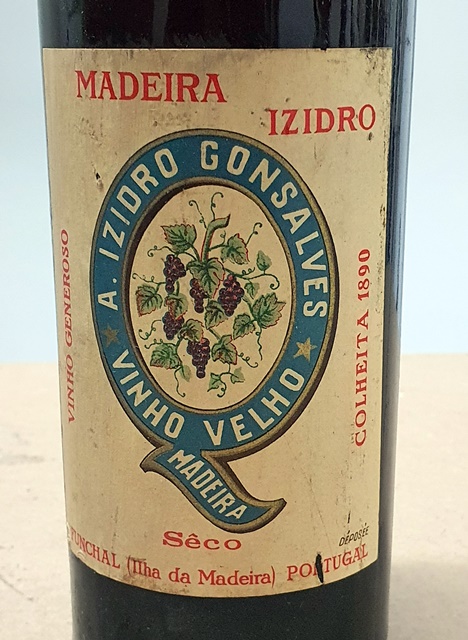 MADEIRA
IZIDRO
A. IZIDRO GONSALVES
VINHO VELHO
MADEIRA
VINHO GENEROSO
COLHEITA 1890
Sêco
DÉPOSÉE
FUNCHAL (Ilha da Madeira) PORTUGAL